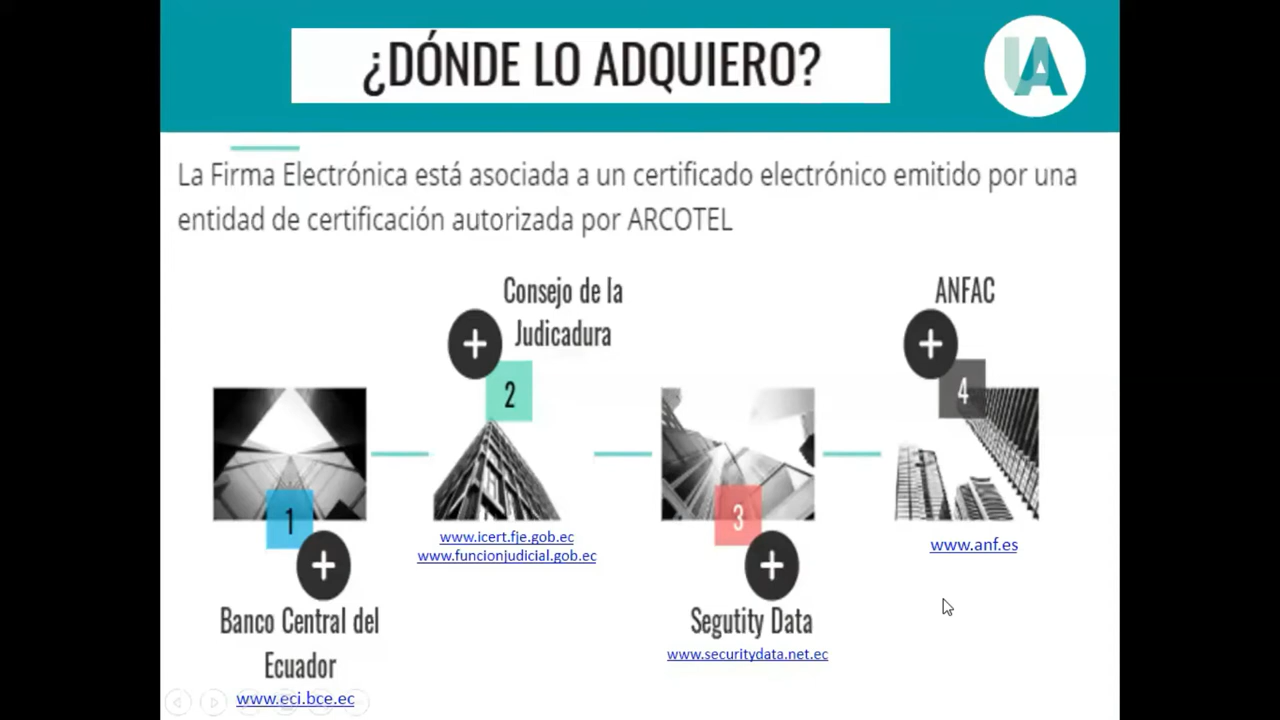 ¿DÓNDE LO ADQUIERO?
UA
La Firma Electrónica está asociada a un certificado electrónico emitido por una
entidad de certificación autorizada por ARCOTEL
1
Banco Central del
Ecuador
www.eci.bce.ec
Consejo de la
Judicadura
2
www.icert.fje.gob.ec
www.funcionjudicial.gob.ec
3
Segutity Data
www.securitydata.net.ec
ANFAC
4
www.anf.es